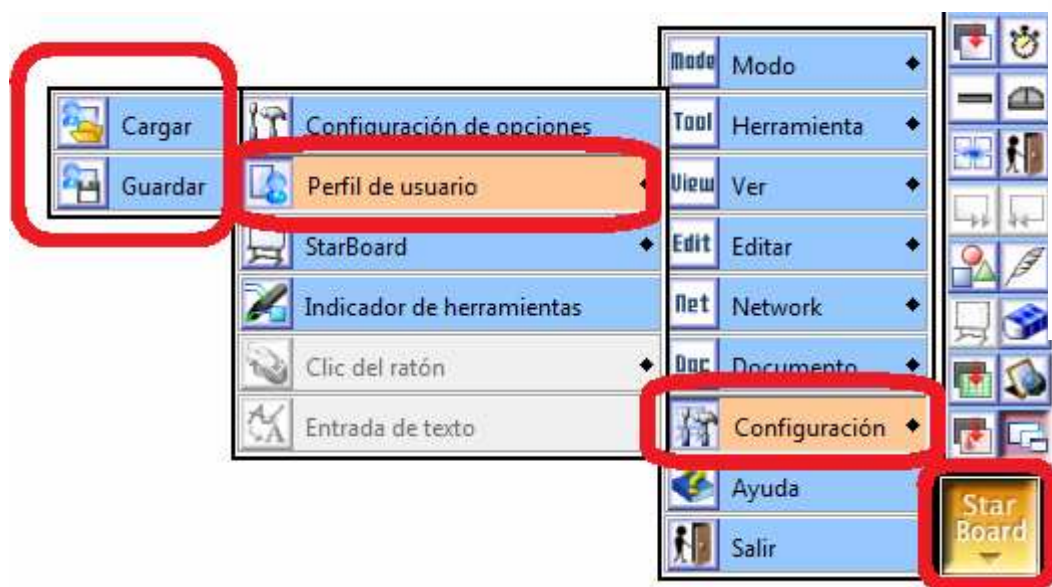 Cargar
Guardar
Configuración de opciones
Perfil de usuario
StarBoard
Indicador de herramientas
Clic del ratón
Entrada de texto
Mode Modo
Tool Herramienta
View Ver
Edit Editar
Net Network
Doc Documento
Configuración
Ayuda
Salir
Star
Board